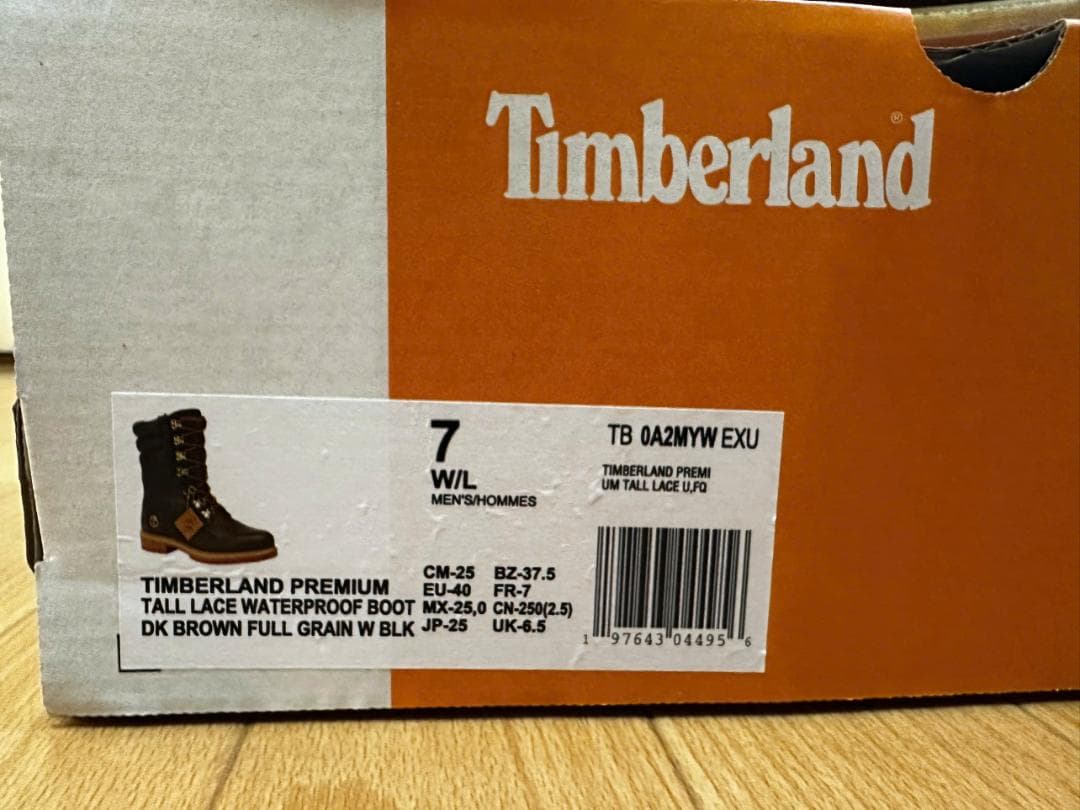 Timberland®
7
W/L
MEN'S/HOMMES
TB 0A2MYW EXU
TIMBERLAND PREMI
UM TALL LACE U,FQ
TIMBERLAND PREMIUM
TALL LACE WATERPROOF BOOT
DK BROWN FULL GRAIN W BLK
CM-25 BZ-37.5
EU-40 FR-7
MX-25,0 CN-250(2.5)
JP-25 UK-6.5
1 97643 04495 6